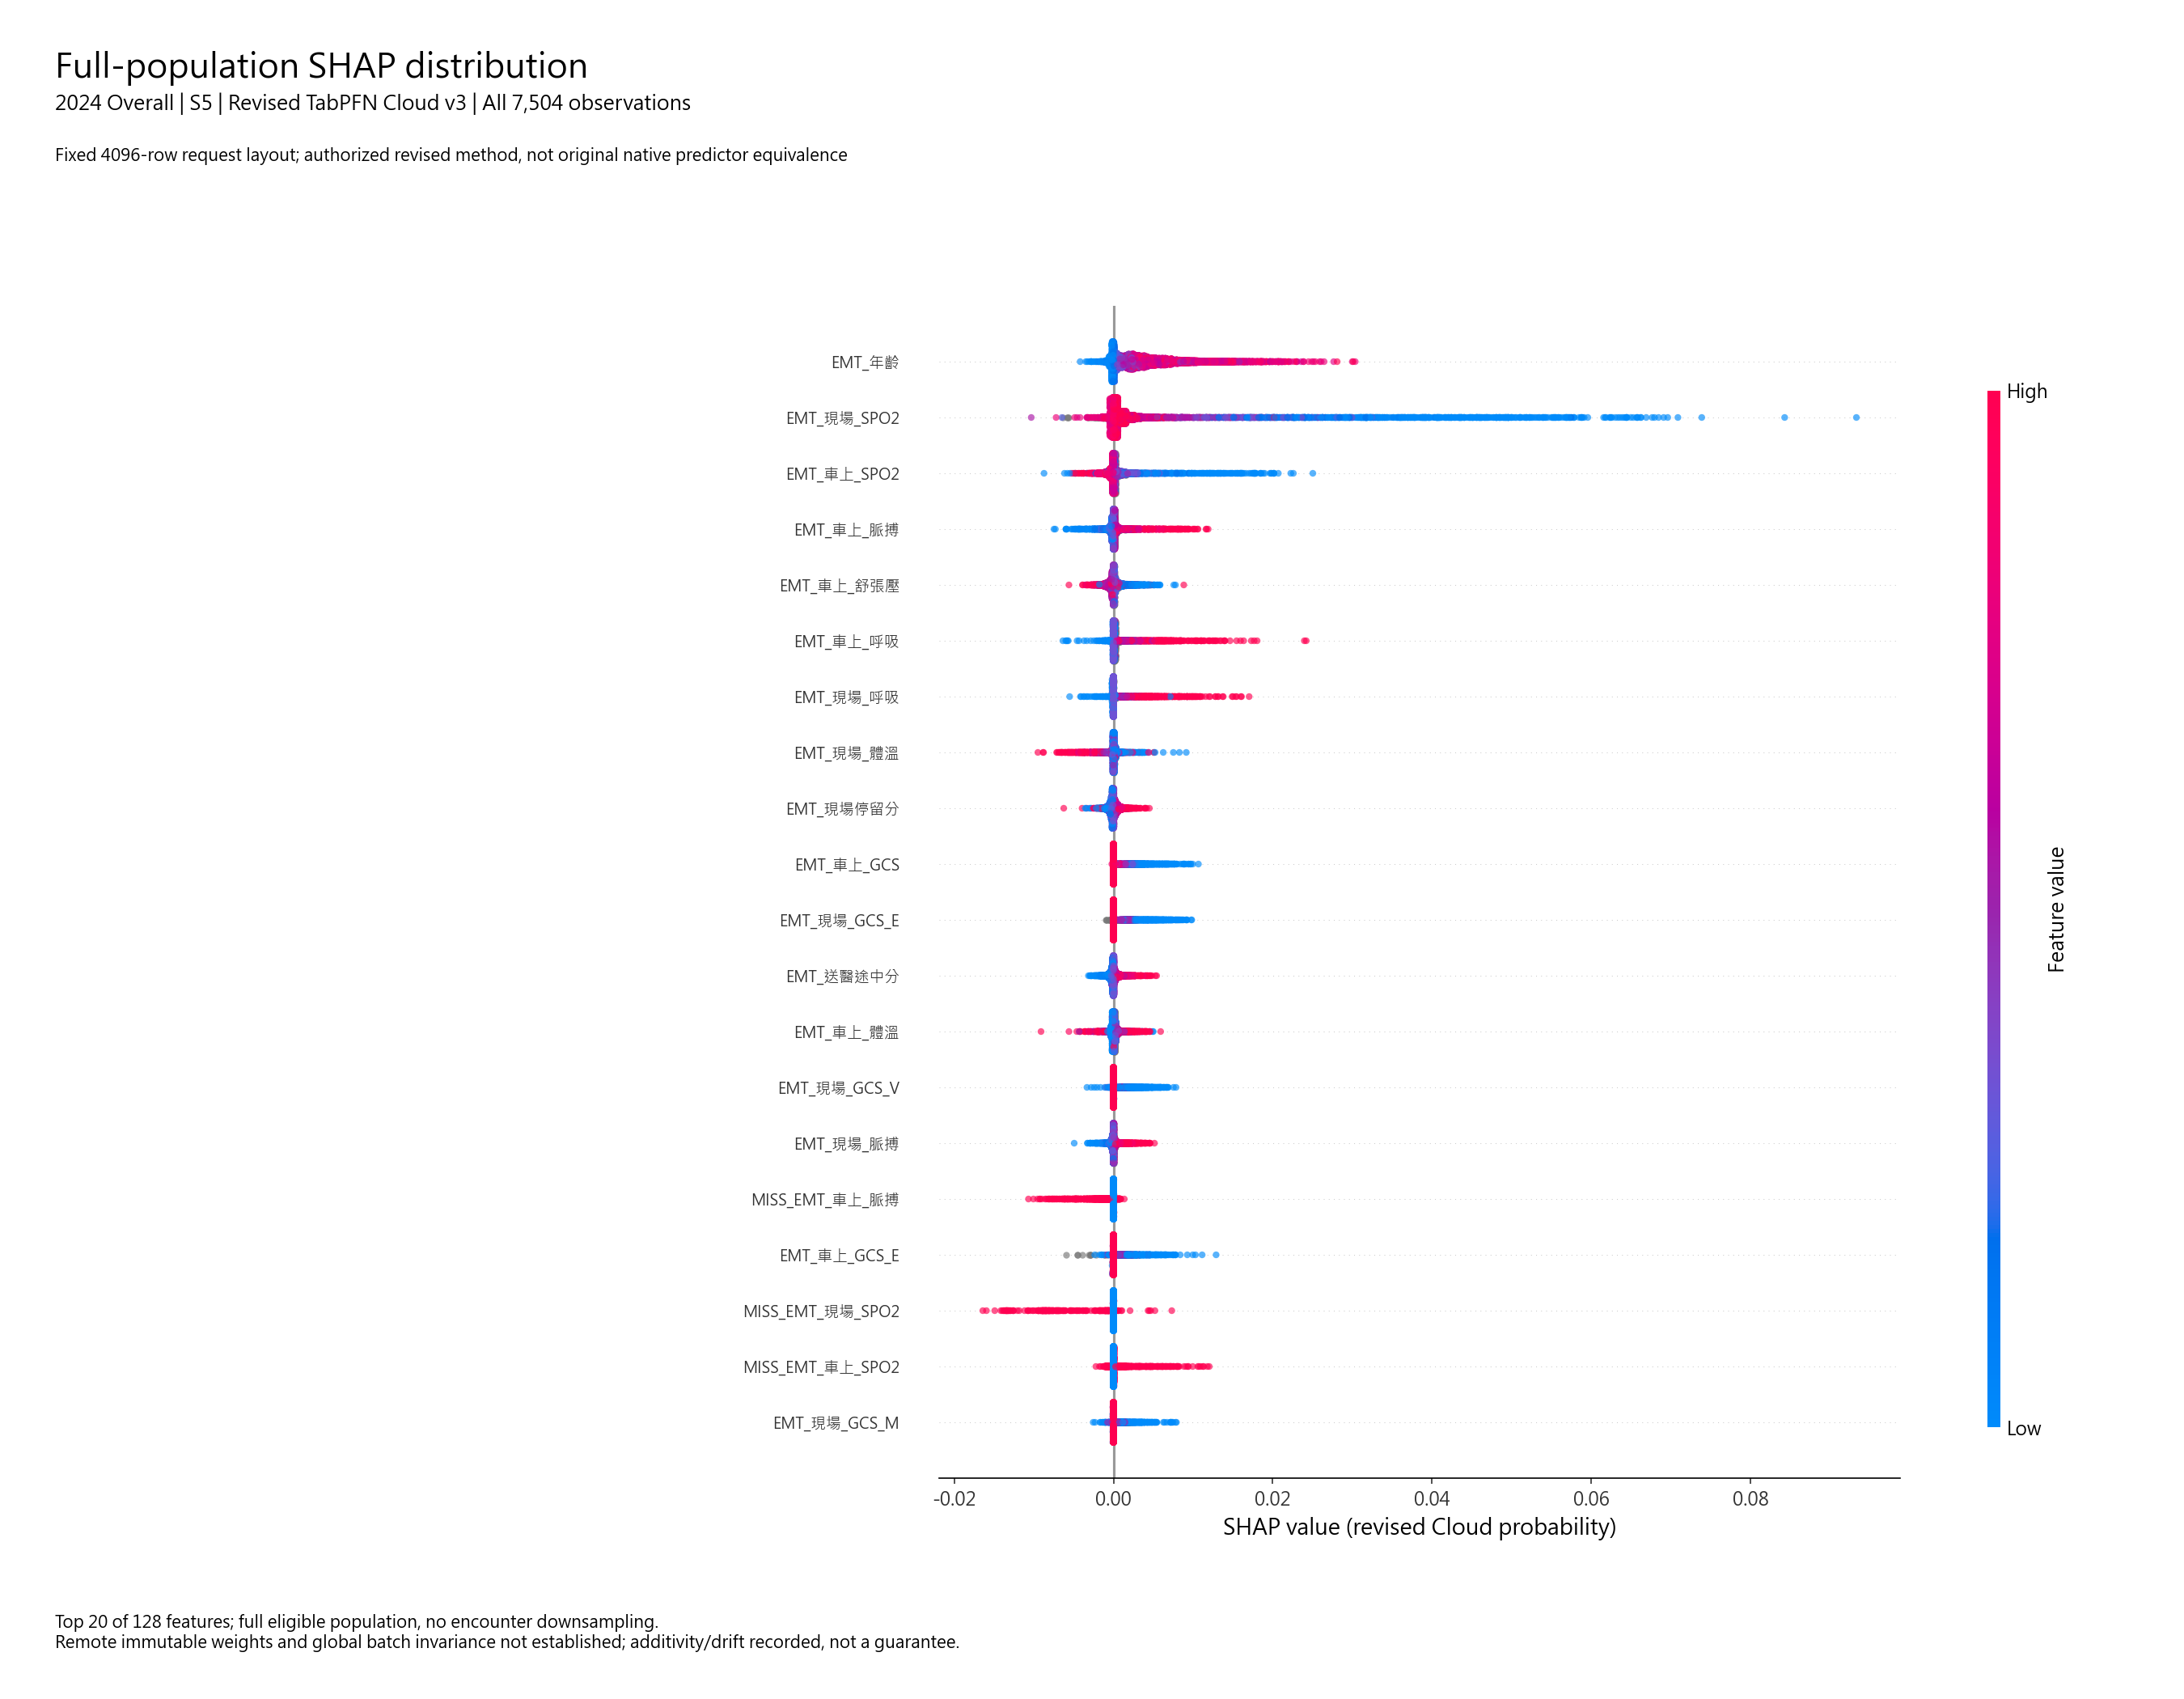 Full-population SHAP distribution
2024 Overall | S5 | Revised TabPFN Cloud v3 | All 7,504 observations
Fixed 4096-row request layout; authorized revised method, not original native predictor equivalence
EMT_年齡
EMT_現場_SPO2
EMT_車上_SPO2
EMT_車上_脈搏
EMT_車上_舒張壓
EMT_車上_呼吸
EMT_現場_呼吸
EMT_現場_體溫
EMT_現場停留分
EMT_車上_GCS
EMT_現場_GCS_E
EMT_送醫途中分
EMT_車上_體溫
EMT_現場_GCS_V
EMT_現場_脈搏
MISS_EMT_車上_脈搏
EMT_車上_GCS_E
MISS_EMT_現場_SPO2
MISS_EMT_車上_SPO2
EMT_現場_GCS_M
-0.02 0.00 0.02 0.04 0.06 0.08
SHAP value (revised Cloud probability)
High
Feature value
Low
Top 20 of 128 features; full eligible population, no encounter downsampling.
Remote immutable weights and global batch invariance not established; additivity/drift recorded, not a guarantee.